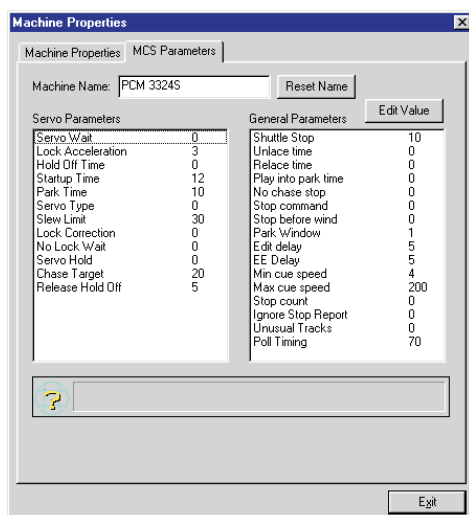 Machine Properties
Machine Properties MCS Parameters
Machine Name: PCM 3324S Reset Name
Edit Value
Servo Parameters
Servo Wait 0
Lock Acceleration 3
Hold Off Time 0
Startup Time 12
Park Time 10
Servo Type 0
Slew Limit 30
Lock Correction 0
No Lock Wait 0
Servo Hold 0
Chase Target 20
Release Hold Off 5
General Parameters
Shuttle Stop 10
Unlace time 0
Relace time 0
Play into park time 0
No chase stop 0
Stop command 0
Stop before wind 0
Park Window 1
Edit delay 5
EE Delay 5
Min cue speed 4
Max cue speed 200
Stop count 0
Ignore Stop Report 0
Unusual Tracks 0
Poll Timing 70
?
Exit